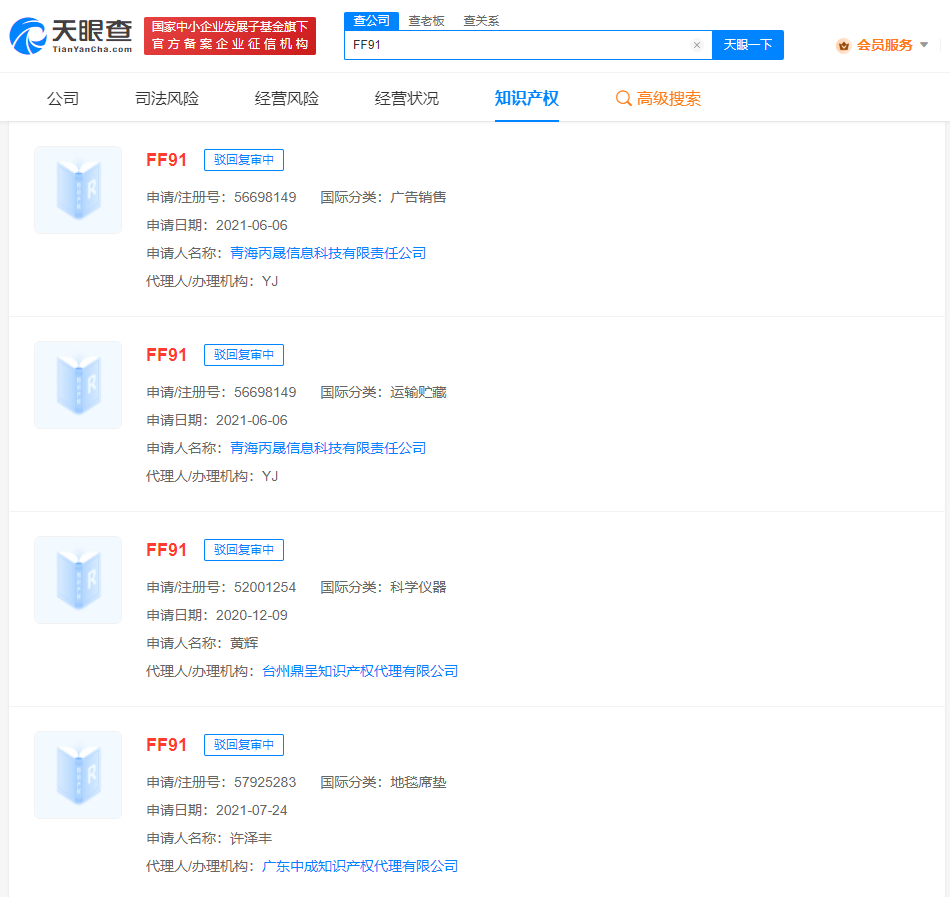 天眼查
TianYanCha.com
国家中小企业发展子基金旗下
官方备案企业征信机构
查公司 查老板 查关系
FF91 × 天眼一下
会员服务
公司 司法风险 经营风险 经营状况 知识产权 高级搜索
FF91 驳回复审中
申请/注册号：56698149 国际分类：广告销售
申请日期：2021-06-06
申请人名称：青海丙晟信息科技有限责任公司
代理人/办理机构：YJ
FF91 驳回复审中
申请/注册号：56698149 国际分类：运输贮藏
申请日期：2021-06-06
申请人名称：青海丙晟信息科技有限责任公司
代理人/办理机构：YJ
FF91 驳回复审中
申请/注册号：52001254 国际分类：科学仪器
申请日期：2020-12-09
申请人名称：黄辉
代理人/办理机构：台州鼎呈知识产权代理有限公司
FF91 驳回复审中
申请/注册号：57925283 国际分类：地毯席垫
申请日期：2021-07-24
申请人名称：许泽丰
代理人/办理机构：广东中成知识产权代理有限公司